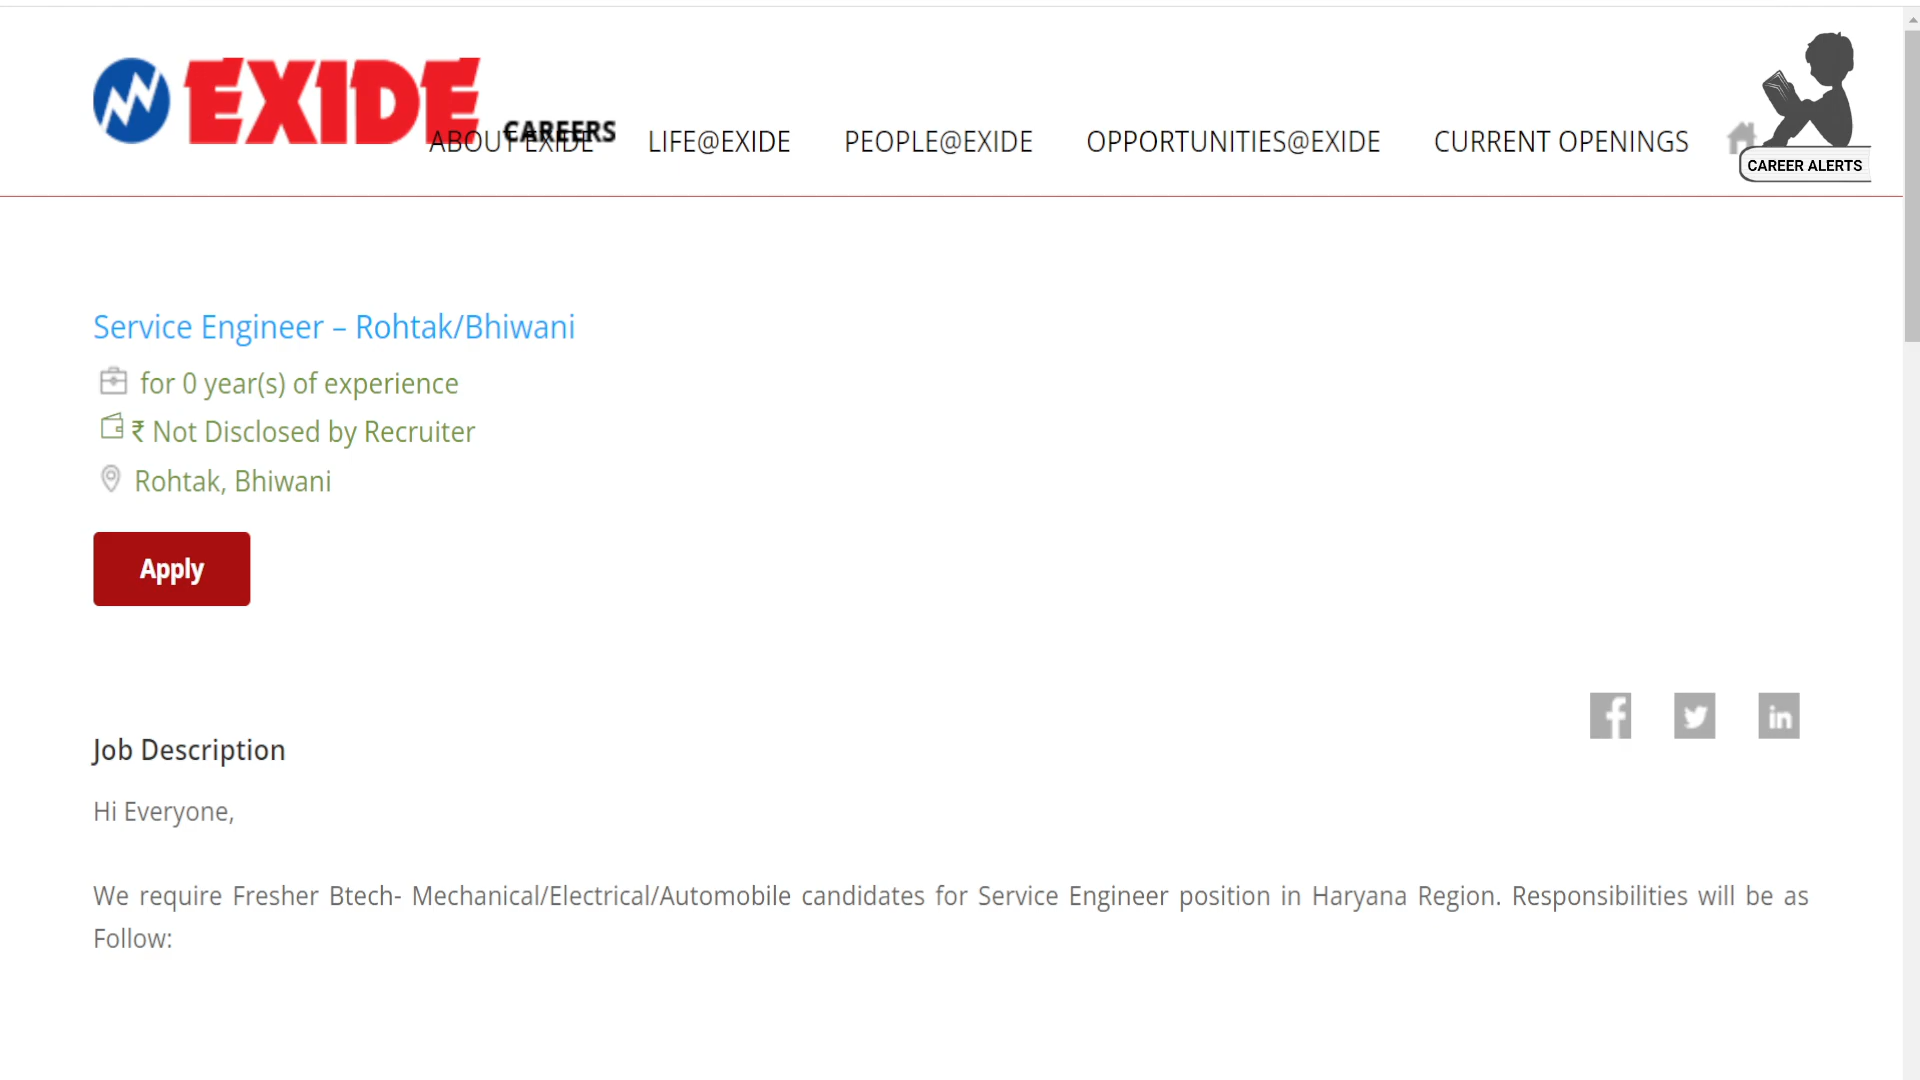 EXIDE CAREERS
ABOUT EXIDE LIFE@EXIDE PEOPLE@EXIDE OPPORTUNITIES@EXIDE CURRENT OPENINGS
CAREER ALERTS
Service Engineer – Rohtak/Bhiwani
for 0 year(s) of experience
₹ Not Disclosed by Recruiter
Rohtak, Bhiwani
Apply
Job Description
Hi Everyone,
We require Fresher Btech- Mechanical/Electrical/Automobile candidates for Service Engineer position in Haryana Region. Responsibilities will be as
Follow: